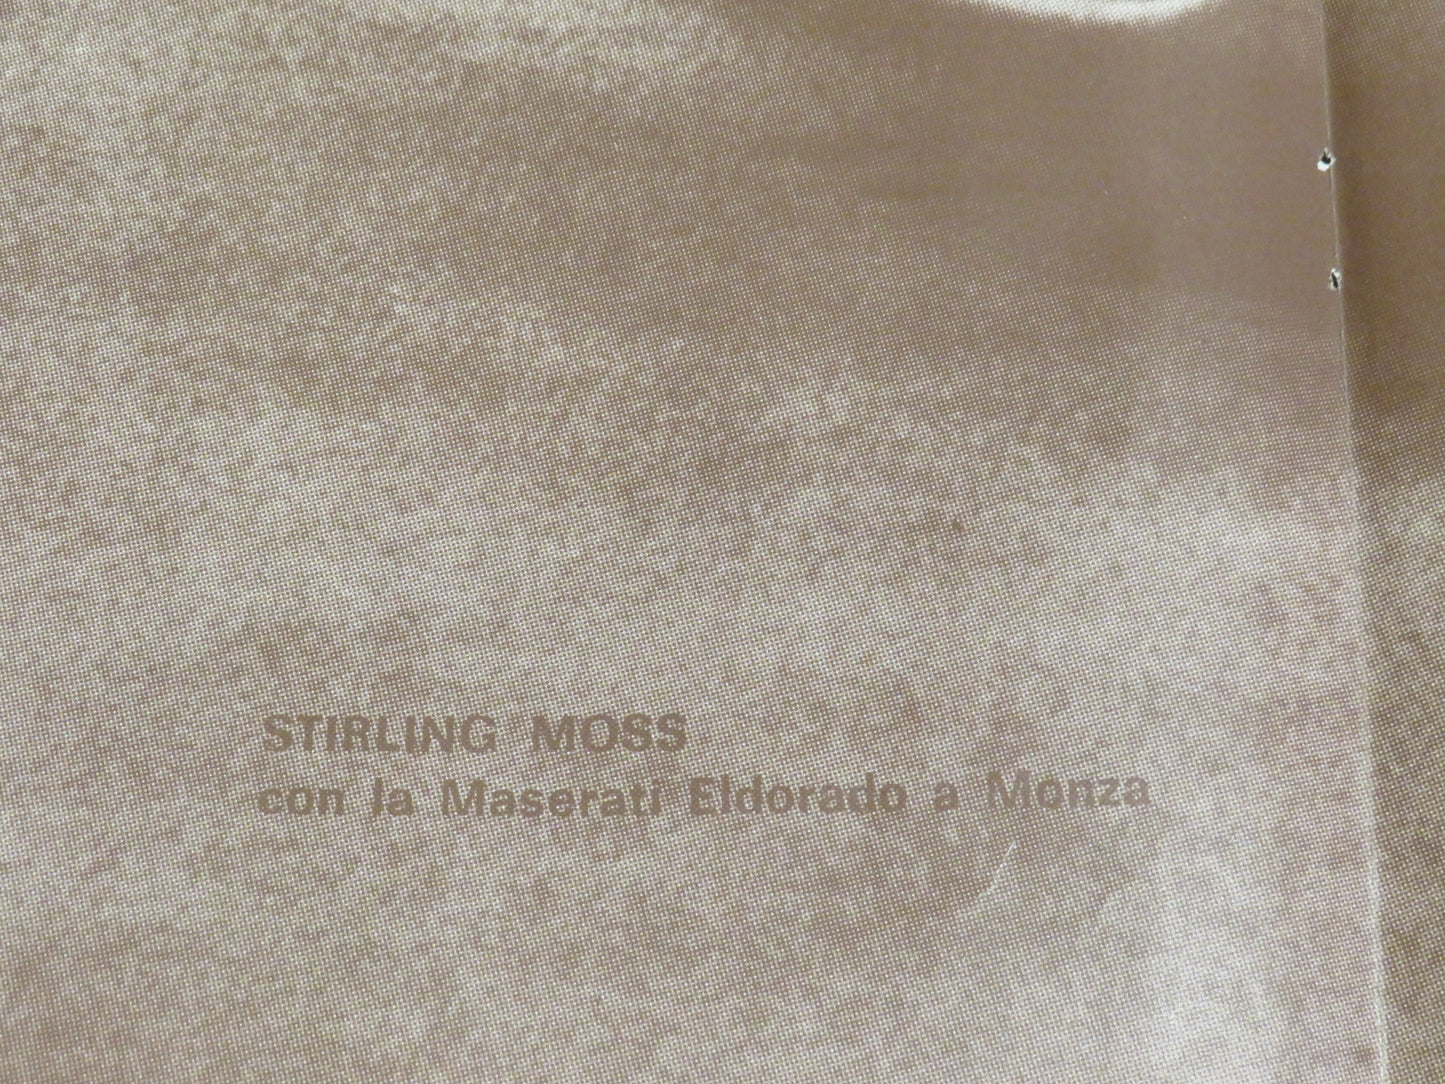 STIRLING MOSS
con la Maserati Eldorado a Monza